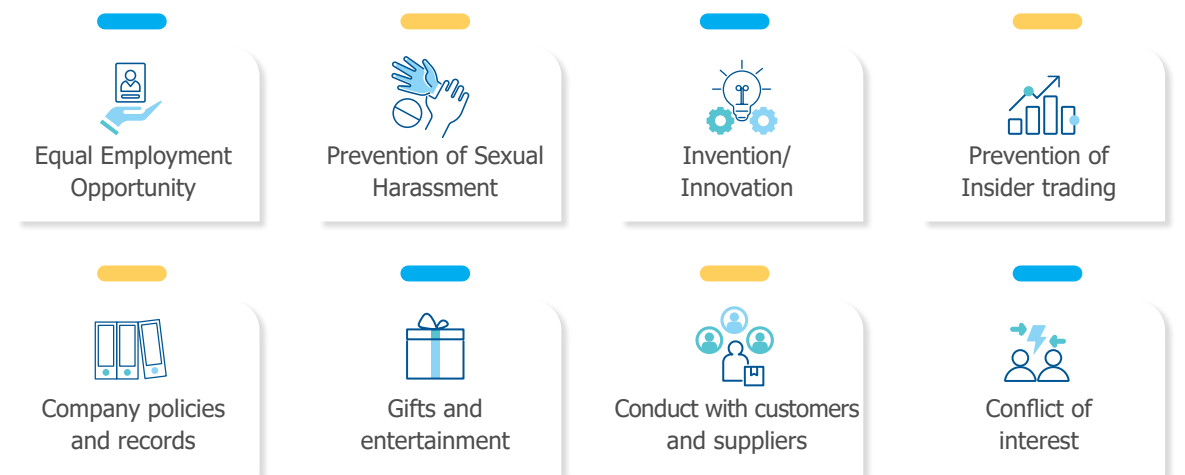 Equal Employment
Opportunity
Prevention of Sexual
Harassment
Invention/
Innovation
Prevention of
Insider trading
Company policies
and records
Gifts and
entertainment
Conduct with customers
and suppliers
Conflict of
interest